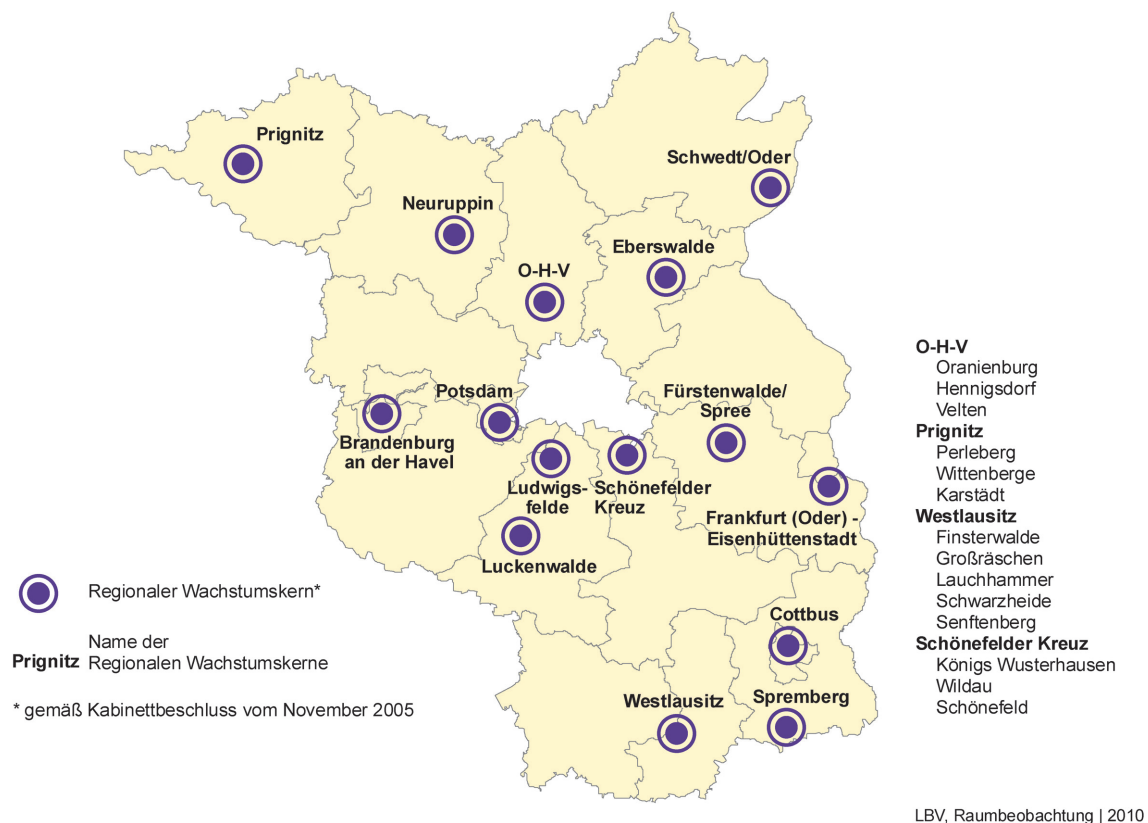 Prignitz
Schwedt/Oder
Neuruppin
Eberswalde
O-H-V
Potsdam
Fürstenwalde/
Spree
Brandenburg
an der Havel
Ludwigs-
felde
Schönefelder
Kreuz
Frankfurt (Oder) -
Eisenhüttenstadt
Luckenwalde
Cottbus
Westlausitz
Spremberg
Regionaler Wachstumskern*
Name der
Prignitz Regionalen Wachstumskerne
* gemäß Kabinettbeschluss vom November 2005
O-H-V
Oranienburg
Hennigsdorf
Velten
Prignitz
Perleberg
Wittenberge
Karstädt
Westlausitz
Finsterwalde
Großräschen
Lauchhammer
Schwarzheide
Senftenberg
Schönefelder Kreuz
Königs Wusterhausen
Wildau
Schönefeld
LBV, Raumbeobachtung | 2010